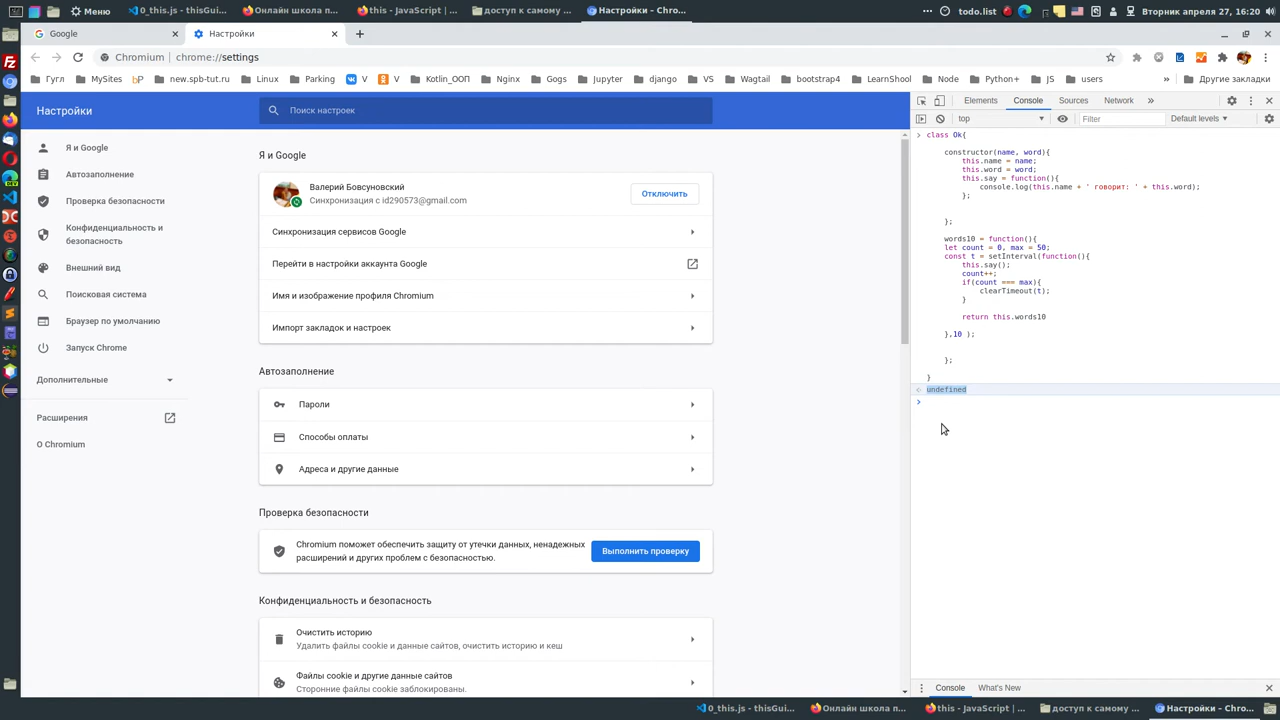 Меню
0_this.js - thisGui...
Онлайн школа п...
this - JavaScript | ...
доступ к самому ...
Настройки - Chro...
todo.list
Вторник апреля 27, 16:20
Google
Настройки
Chromium | chrome://settings
Гугл
MySites
bP
new.spb-tut.ru
Linux
Parking
V
V
Kotlin_ООП
Nginx
Gogs
Jupyter
django
VS
Wagtail
bootstrap4
LearnShool
Node
Python+
JS
users
»
Другие закладки
Настройки
Поиск настроек
Я и Google
Автозаполнение
Проверка безопасности
Конфиденциальность и
безопасность
Внешний вид
Поисковая система
Браузер по умолчанию
Запуск Chrome
Дополнительные
Расширения
О Chromium
Я и Google
Валерий Бовсуновский
Синхронизация с id290573@gmail.com
Отключить
Синхронизация сервисов Google
Перейти в настройки аккаунта Google
Имя и изображение профиля Chromium
Импорт закладок и настроек
Автозаполнение
Пароли
Способы оплаты
Адреса и другие данные
Проверка безопасности
Chromium поможет обеспечить защиту от утечки данных, ненадежных
расширений и других проблем с безопасностью.
Выполнить проверку
Конфиденциальность и безопасность
Очистить историю
Удалить файлы cookie и данные сайтов, очистить историю и кеш
Файлы cookie и другие данные сайтов
Сторонние файлы cookie заблокированы.
Elements
Console
Sources
Network
»
top
Filter
Default levels
class Ok{
constructor(name, word){
this.name = name;
this.word = word;
this.say = function(){
console.log(this.name + ' говорит: ' + this.word);
};
};
words10 = function(){
let count = 0, max = 50;
const t = setInterval(function(){
this.say();
count++;
if(count === max){
clearTimeout(t);
}
return this.words10
},10 );
};
}
undefined
Console
What's New
0_this.js - thisGui...
Онлайн школа п...
this - JavaScript | ...
доступ к самому ...
Настройки - Chro...